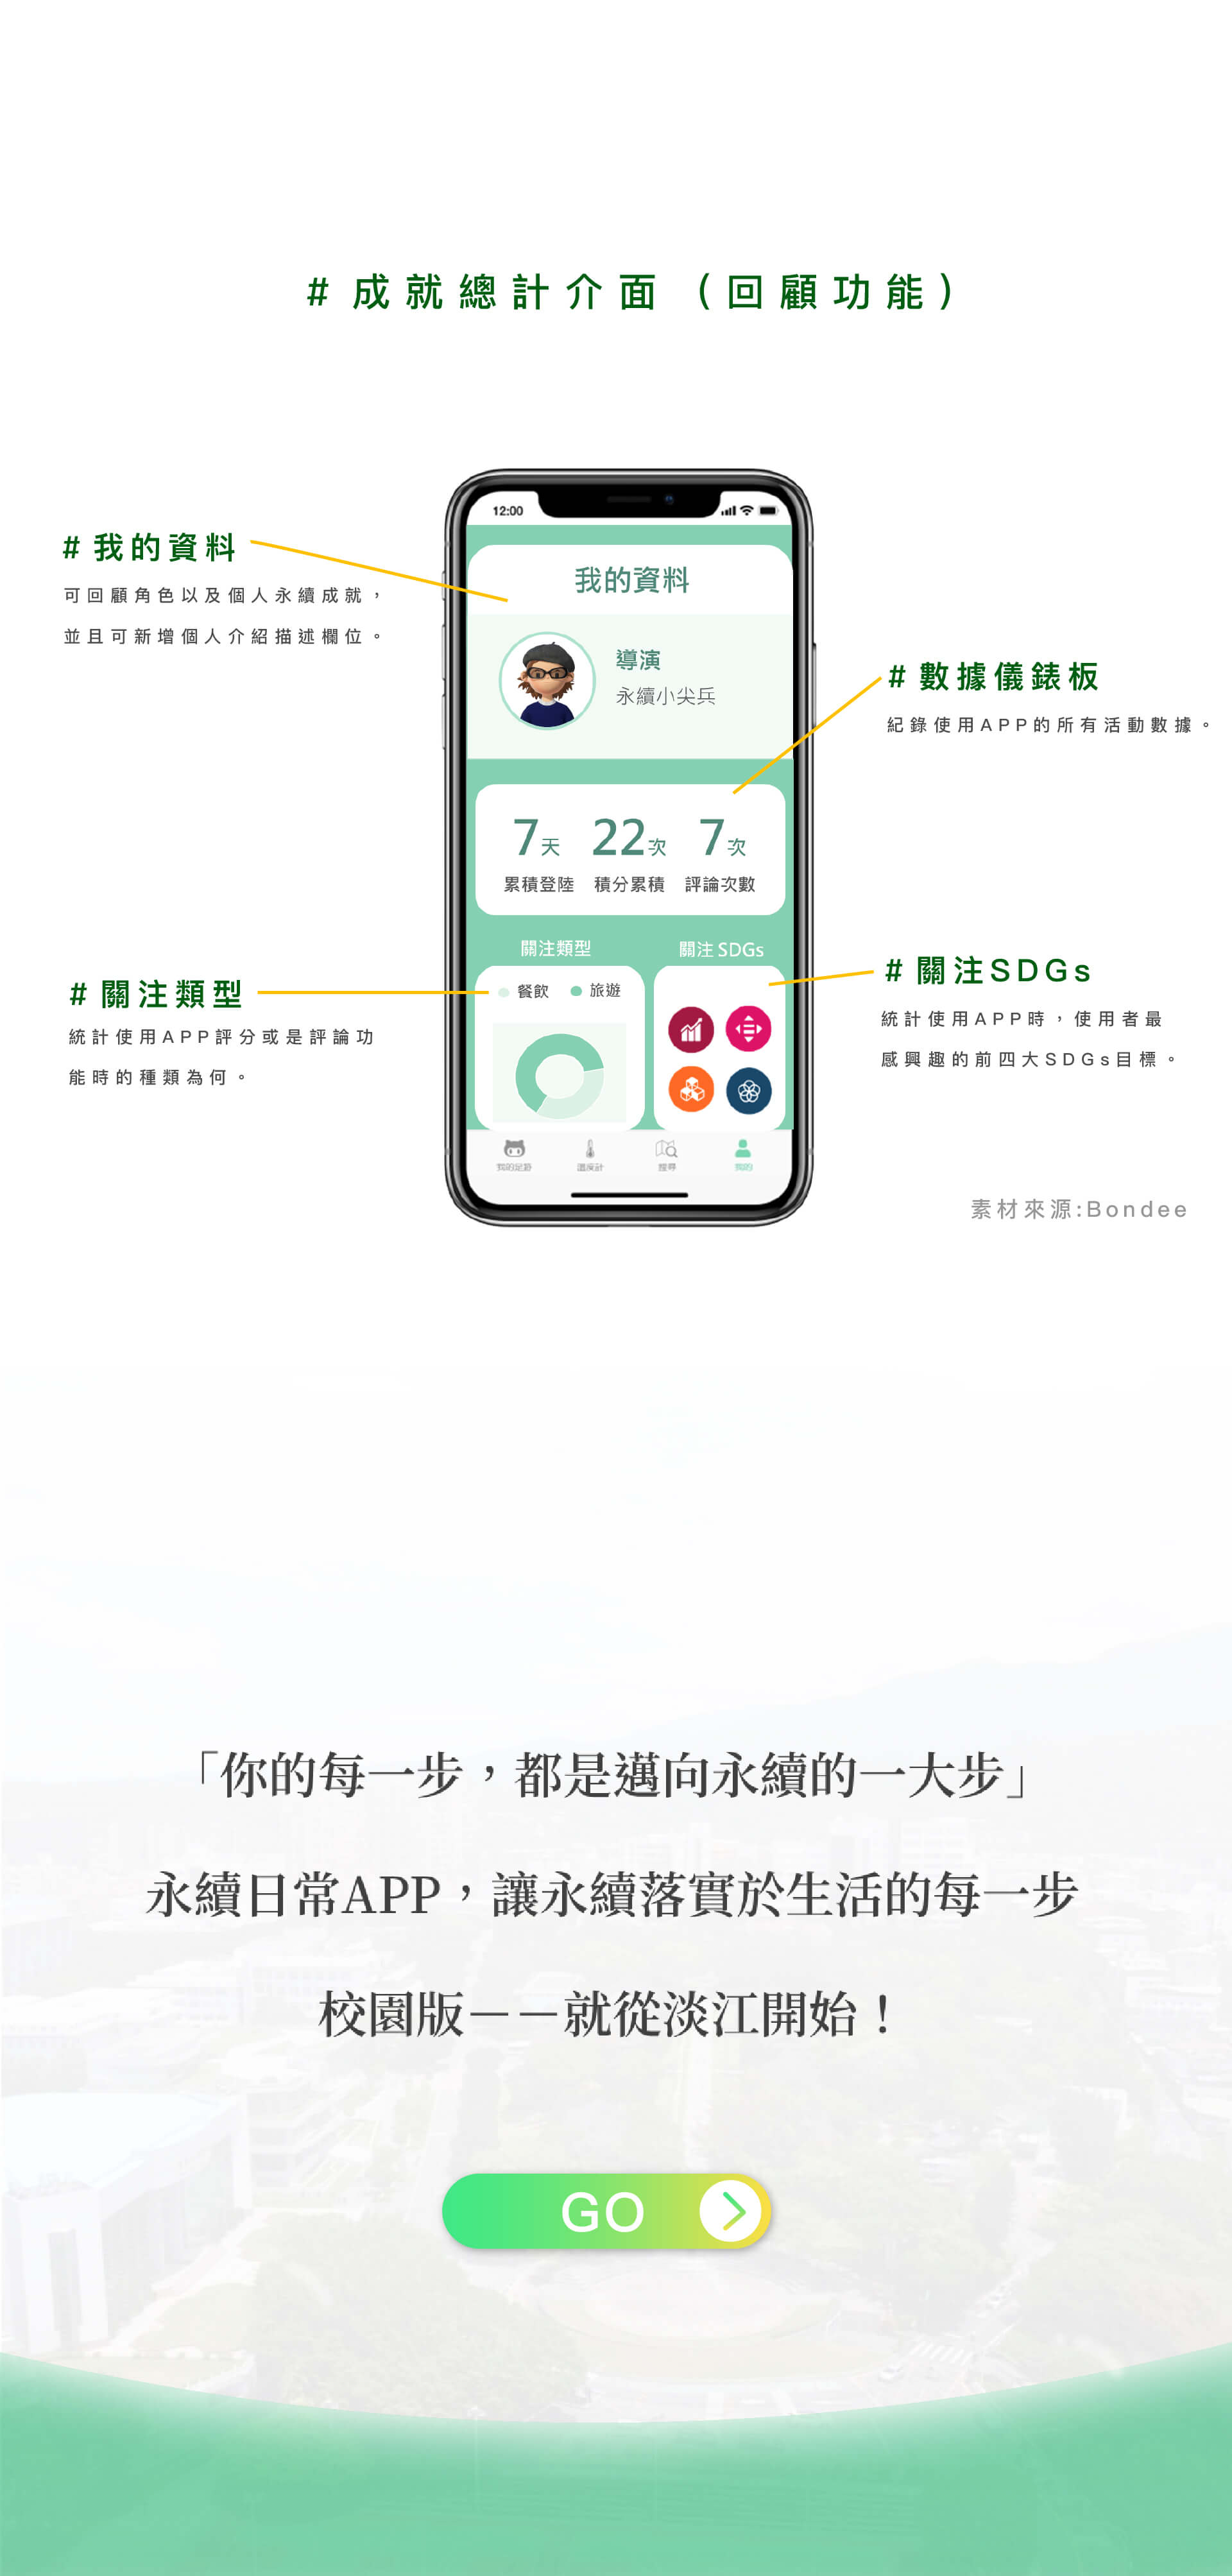 # 成就總計介面（回顧功能）
# 我的資料
可回顧角色以及個人永續成就，
並且可新增個人介紹描述欄位。
12:00
我的資料
導演
永續小尖兵
# 數據儀錶板
紀錄使用APP的所有活動數據。
7天 22次 7次
累積登陸 積分累積 評論次數
關注類型 關注 SDGs
# 關注類型
統計使用APP評分或是評論功
能時的種類為何。
餐飲 旅遊
# 關注SDGs
統計使用APP時，使用者最
感興趣的前四大SDGs目標。
我的足跡 溫度計 搜尋 我的
素材來源:Bondee
「你的每一步，都是邁向永續的一大步」
永續日常APP，讓永續落實於生活的每一步
校園版－－就從淡江開始！
GO